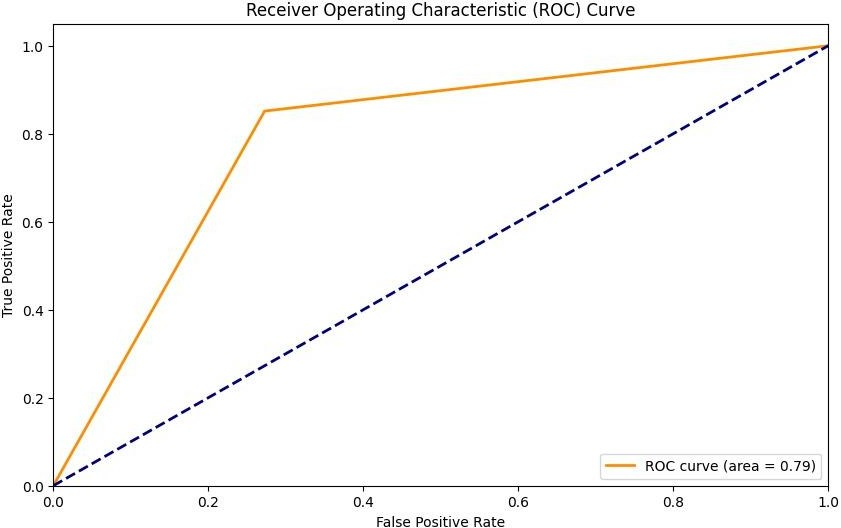 Receiver Operating Characteristic (ROC) Curve
True Positive Rate
1.0
0.8
0.6
0.4
0.2
0.0
ROC curve (area = 0.79)
0.0 0.2 0.4 0.6 0.8 1.0
False Positive Rate